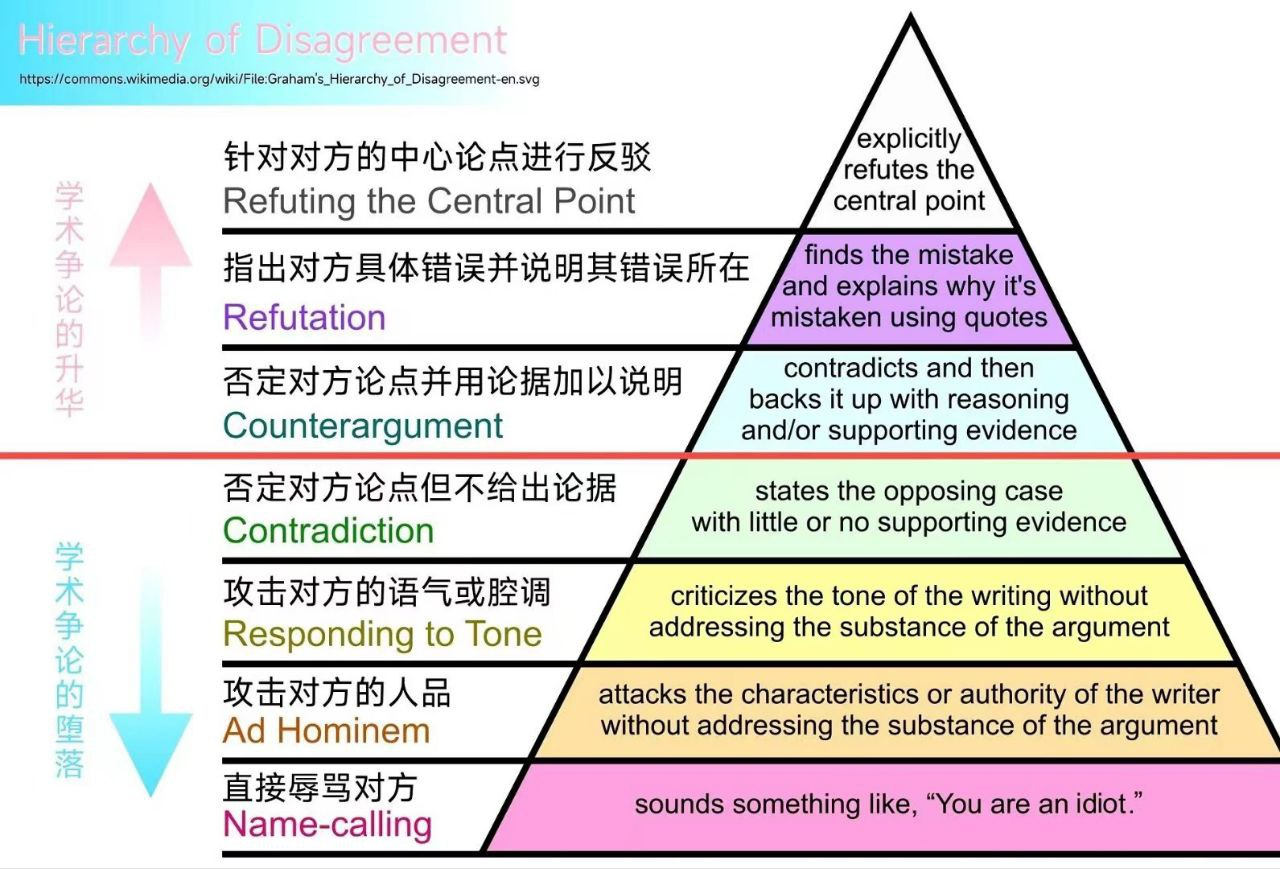 Hierarchy of Disagreement
https://commons.wikimedia.org/wiki/File:Graham's_Hierarchy_of_Disagreement-en.svg
学术争论的升华
针对对方的中心论点进行反驳
Refuting the Central Point
explicitly
refutes the
central point
指出对方具体错误并说明其错误所在
Refutation
finds the mistake
and explains why it's
mistaken using quotes
否定对方论点并用论据加以说明
Counterargument
contradicts and then
backs it up with reasoning
and/or supporting evidence
学术争论的堕落
否定对方论点但不给出论据
Contradiction
states the opposing case
with little or no supporting evidence
攻击对方的语气或腔调
Responding to Tone
criticizes the tone of the writing without
addressing the substance of the argument
攻击对方的人品
Ad Hominem
attacks the characteristics or authority of the writer
without addressing the substance of the argument
直接辱骂对方
Name-calling
sounds something like, “You are an idiot.”